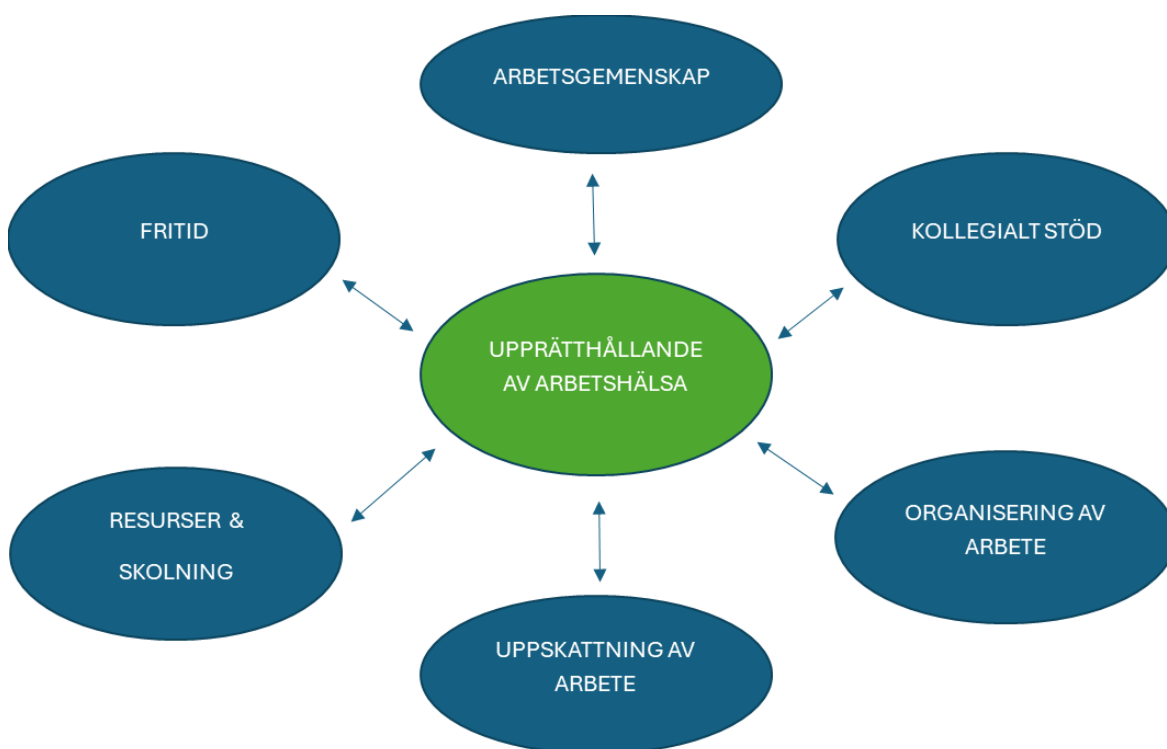 ARBETSGEMENSKAP
FRITID
KOLLEGIALT STÖD
UPPRÄTTHÅLLANDE
AV ARBETSHÄLSA
RESURSER &
SKOLNING
ORGANISERING AV
ARBETE
UPPSKATTNING AV
ARBETE